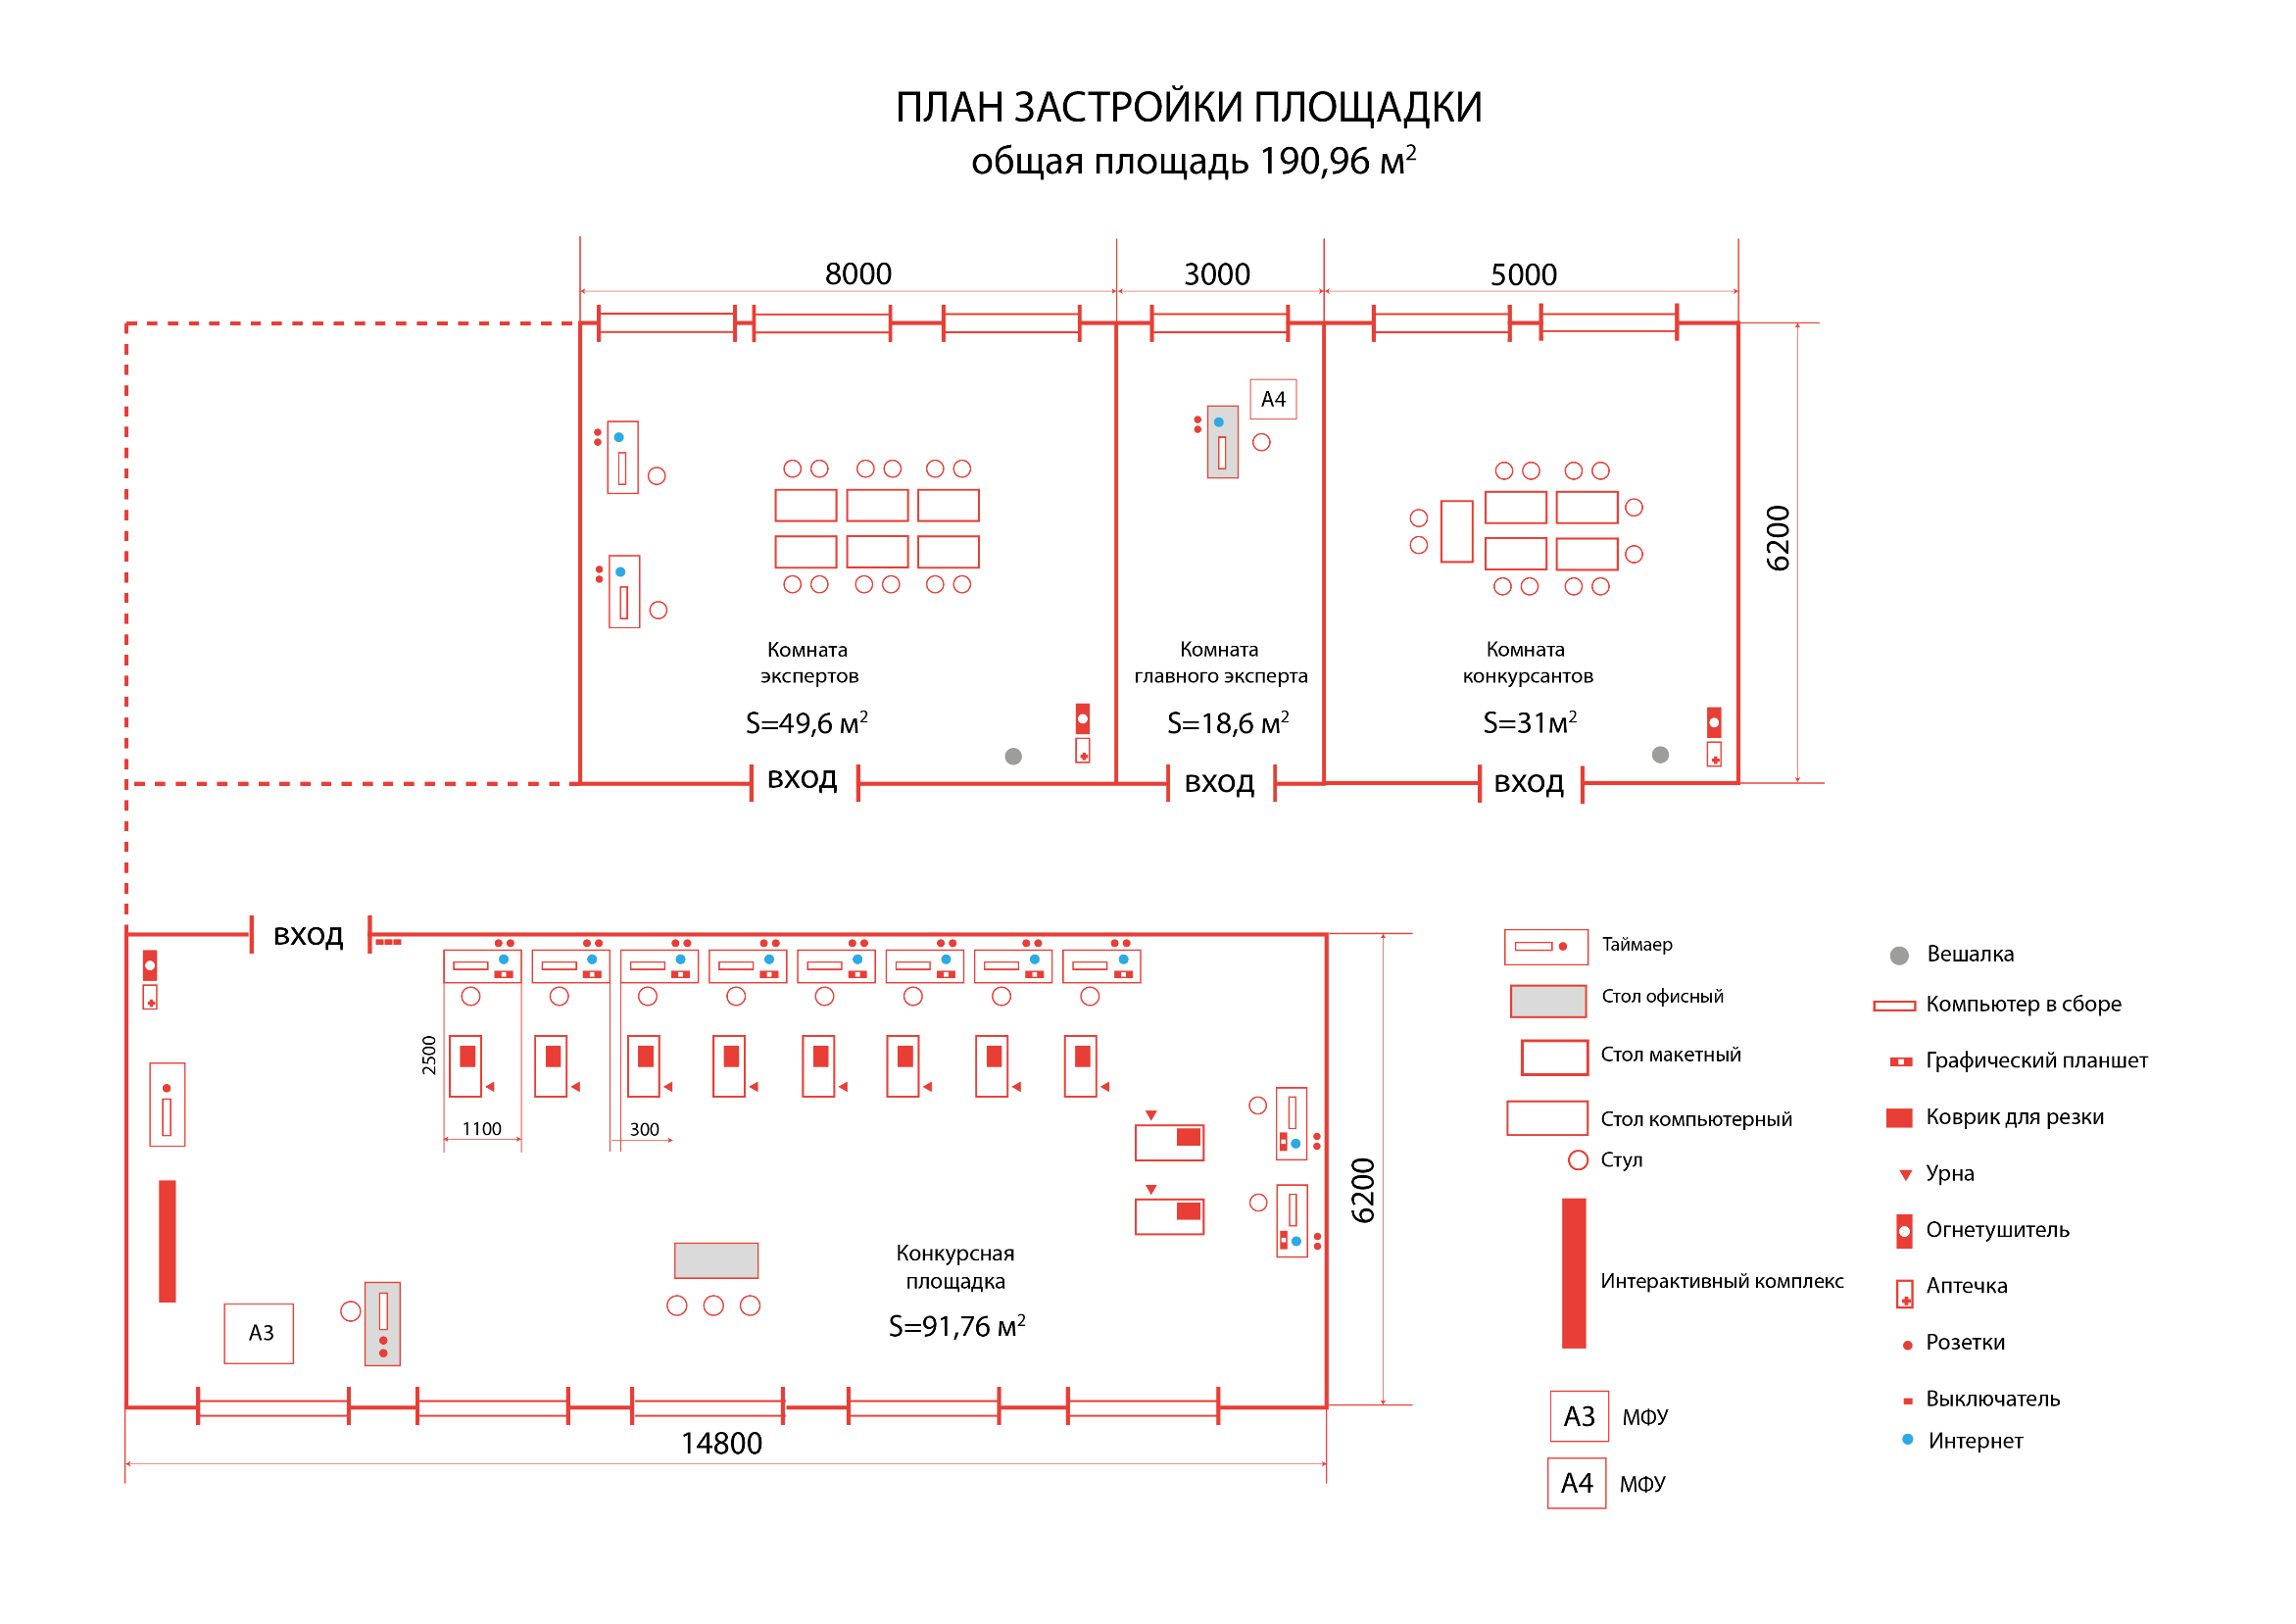 ПЛАН ЗАСТРОЙКИ ПЛОЩАДКИ
общая площадь 190,96 м²
8000
3000
5000
A4
6200
Комната
экспертов
S=49,6 м²
Комната
главного эксперта
S=18,6 м²
Комната
конкурсантов
S=31м²
ВХОД
ВХОД
ВХОД
ВХОД
2500
1100
300
6200
Конкурсная
площадка
S=91,76 м²
A3
14800
Таймаер
Стол офисный
Стол макетный
Стол компьютерный
Стул
Интерактивный комплекс
A3 МФУ
A4 МФУ
Вешалка
Компьютер в сборе
Графический планшет
Коврик для резки
Урна
Огнетушитель
Аптечка
Розетки
Выключатель
Интернет